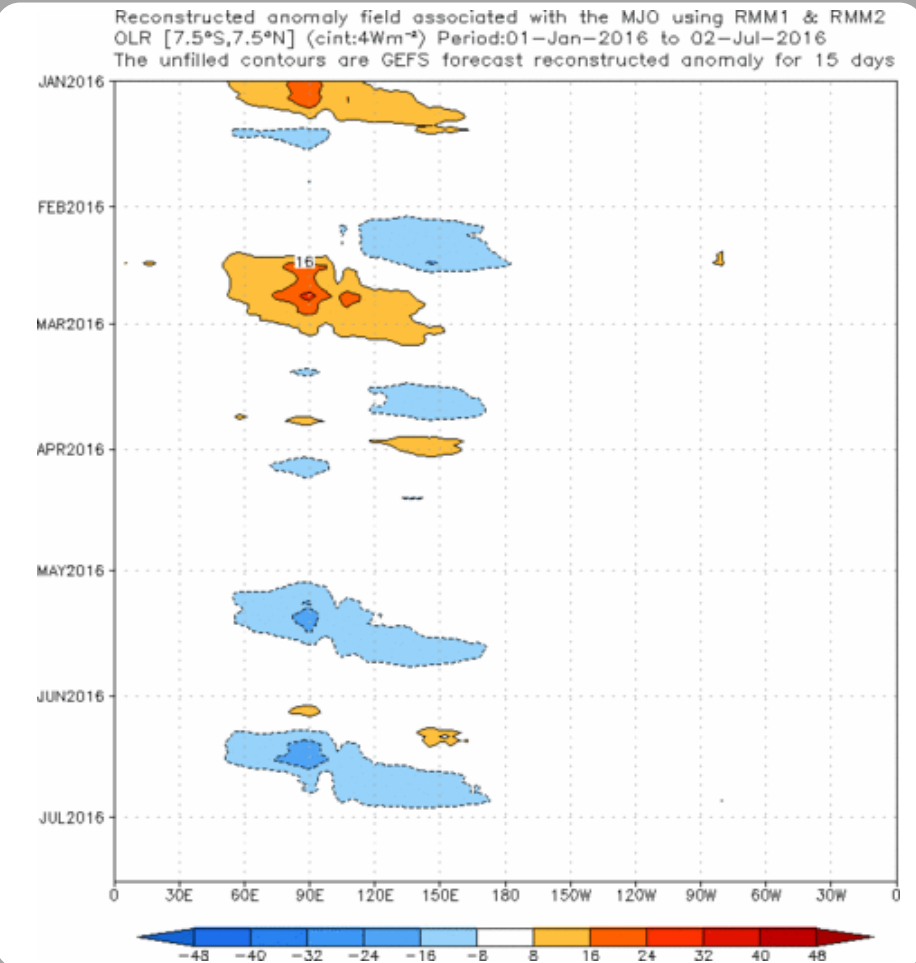 Reconstructed anomaly field associated with the MJO using RMM1 & RMM2
OLR [7.5°S,7.5°N] (cint:4Wm⁻²) Period:01-Jan-2016 to 02-Jul-2016
The unfilled contours are GEFS forecast reconstructed anomaly for 15 days
JAN2016
FEB2016
16
MAR2016
APR2016
MAY2016
JUN2016
JUL2016
0 30E 60E 90E 120E 150E 180 150W 120W 90W 60W 30W 0
-48 -40 -32 -24 -16 -8 8 16 24 32 40 48